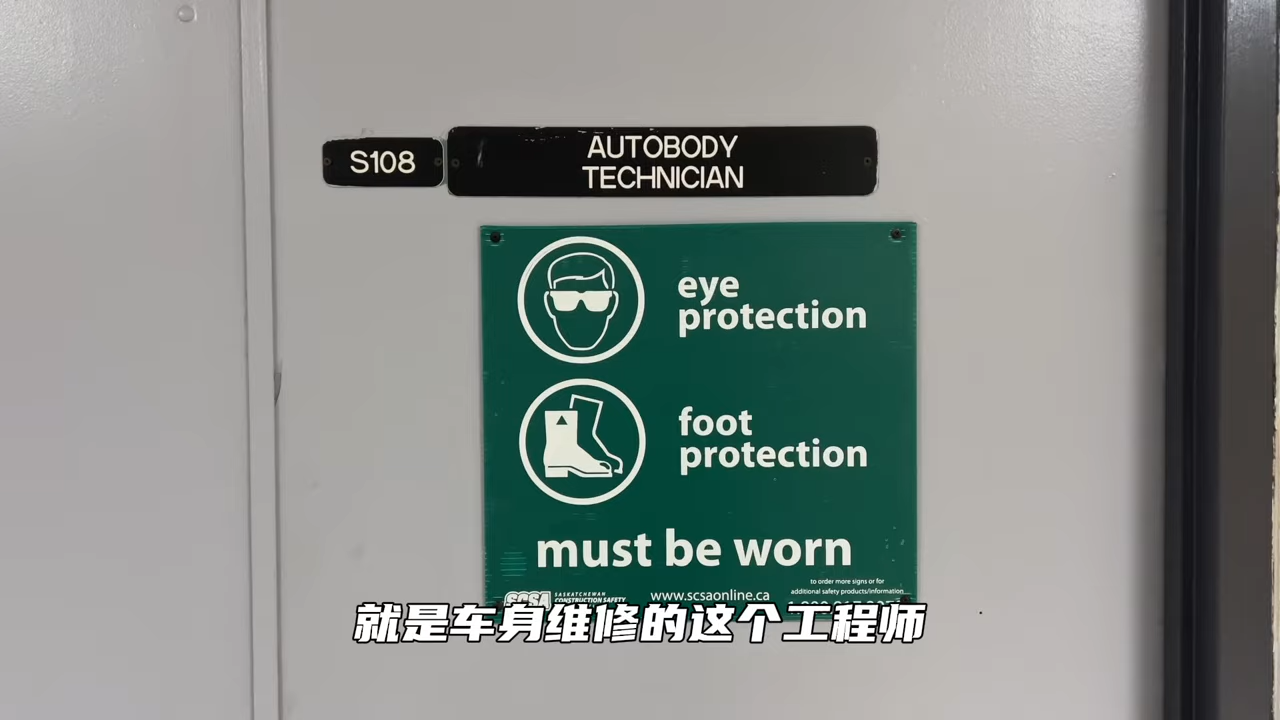 S108
AUTOBODY
TECHNICIAN
eye
protection
foot
protection
must be worn
to order more signs or for
additional safety products/information
SCSA
SASKATCHEWAN
CONSTRUCTION SAFETY
www.scsaonline.ca
就是车身维修的这个工程师